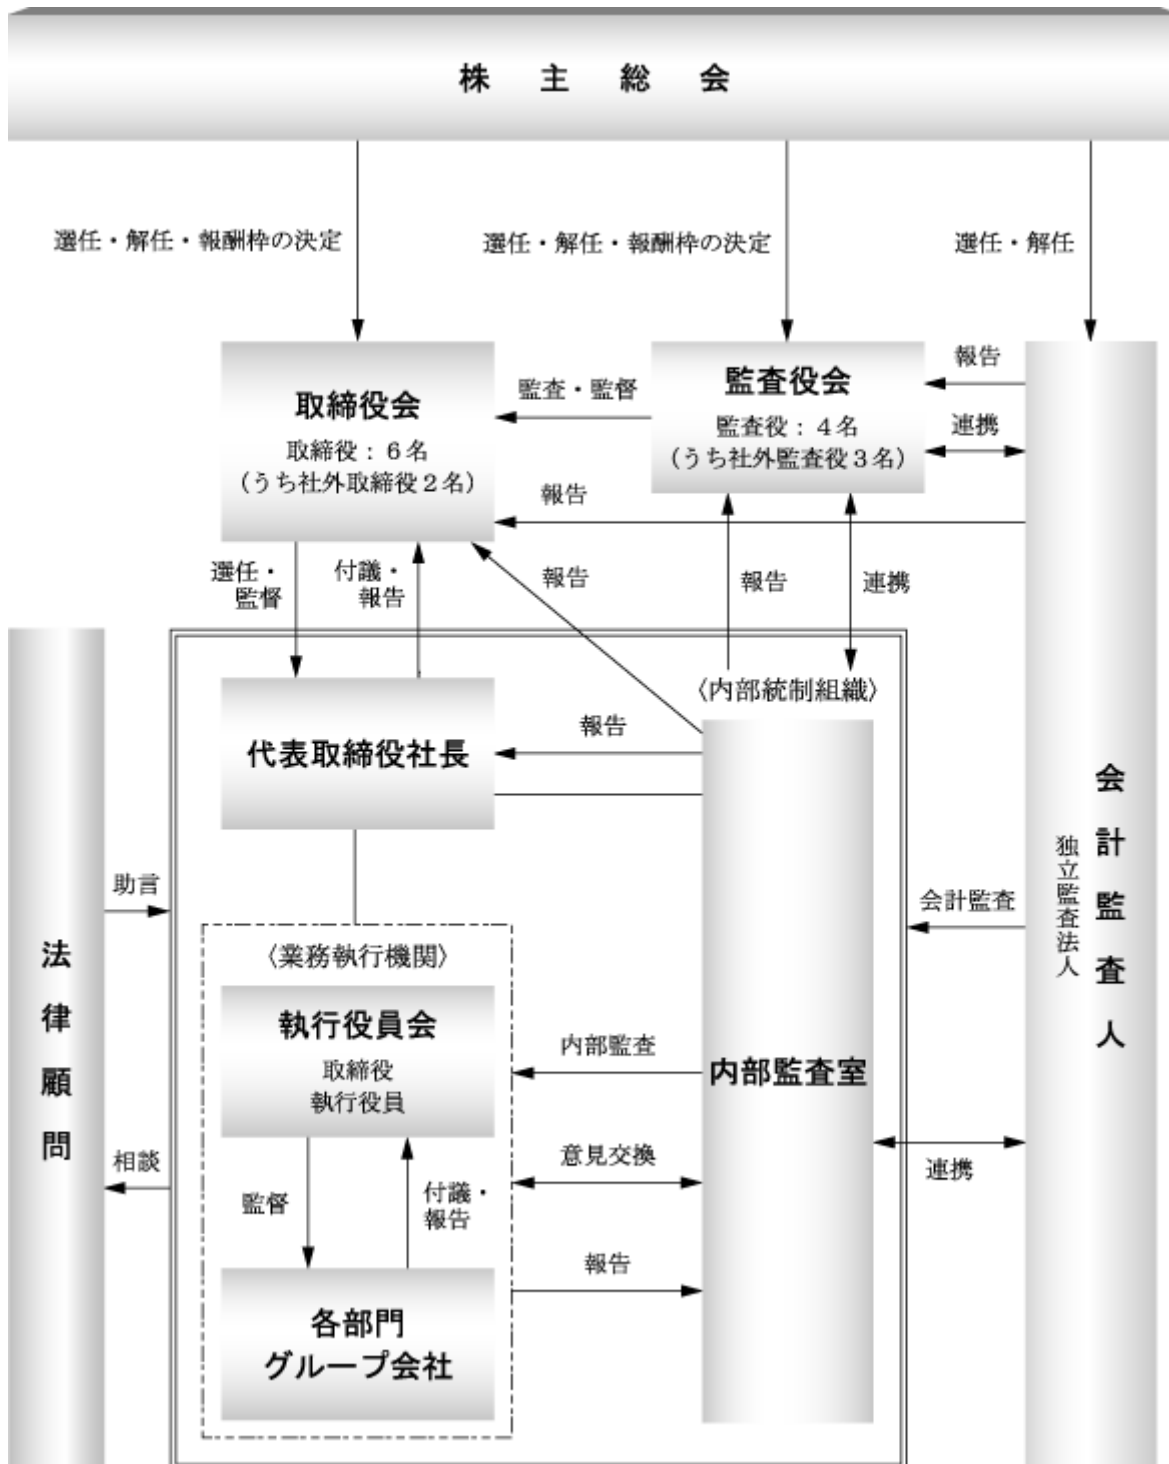 株主総会
選任・解任・報酬枠の決定
選任・解任・報酬枠の決定
選任・解任
取締役会
取締役：６名
（うち社外取締役２名）
監査・監督
監査役会
監査役：４名
（うち社外監査役３名）
報告
連携
報告
選任・
監督
付議・
報告
報告
報告
連携
〈内部統制組織〉
代表取締役社長
報告
会計監査人
独立監査法人
助言
会計監査
法律顧問
〈業務執行機関〉
執行役員会
取締役
執行役員
内部監査
内部監査室
意見交換
連携
相談
監督
付議・
報告
報告
各部門
グループ会社